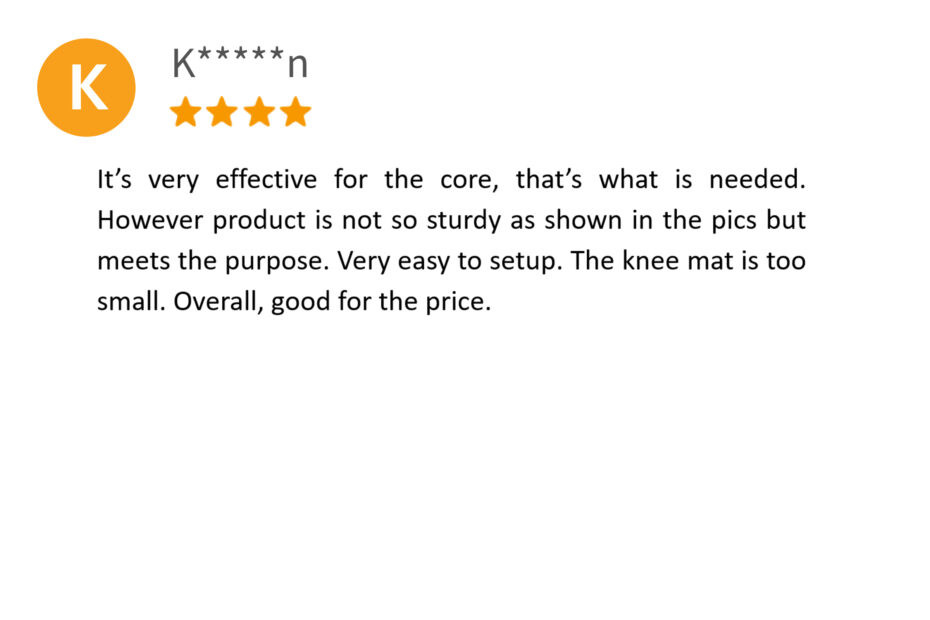 K
K*****n
It’s very effective for the core, that’s what is needed.
However product is not so sturdy as shown in the pics but
meets the purpose. Very easy to setup. The knee mat is too
small. Overall, good for the price.